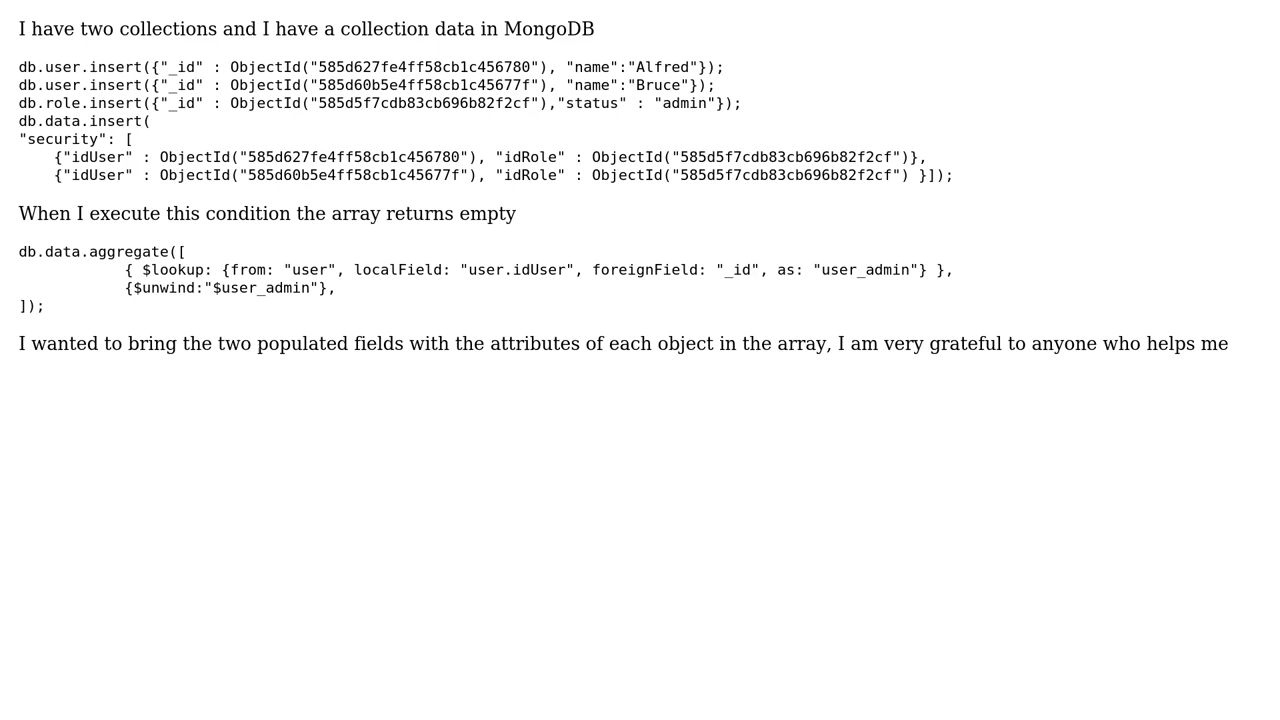 I have two collections and I have a collection data in MongoDB
db.user.insert({"_id" : ObjectId("585d627fe4ff58cb1c456780"), "name":"Alfred"});
db.user.insert({"_id" : ObjectId("585d60b5e4ff58cb1c45677f"), "name":"Bruce"});
db.role.insert({"_id" : ObjectId("585d5f7cdb83cb696b82f2cf"),"status" : "admin"});
db.data.insert(
"security": [
    {"idUser" : ObjectId("585d627fe4ff58cb1c456780"), "idRole" : ObjectId("585d5f7cdb83cb696b82f2cf")},
    {"idUser" : ObjectId("585d60b5e4ff58cb1c45677f"), "idRole" : ObjectId("585d5f7cdb83cb696b82f2cf") }]);
When I execute this condition the array returns empty
db.data.aggregate([
            { $lookup: {from: "user", localField: "user.idUser", foreignField: "_id", as: "user_admin"} },
            {$unwind:"$user_admin"},
]);
I wanted to bring the two populated fields with the attributes of each object in the array, I am very grateful to anyone who helps me